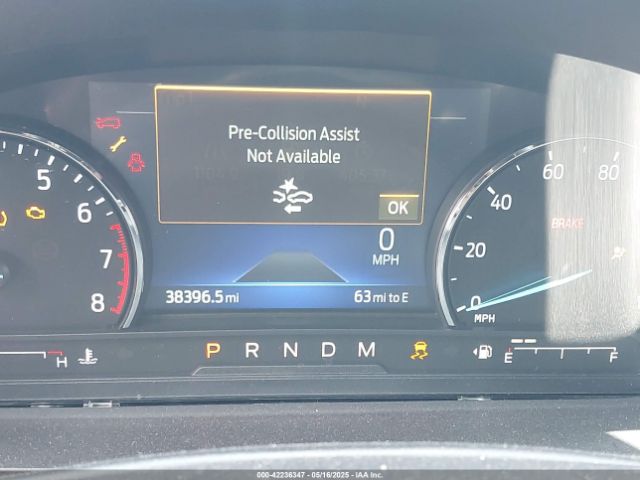 Pre-Collision Assist
Not Available
OK
5
6
7
8
0
MPH
38396.5 mi
63 mi to E
0
20
40
60
80
BRAKE
MPH
H
P R N D M
E
F
00-42236347 - 05/16/2025 - IAA Inc.